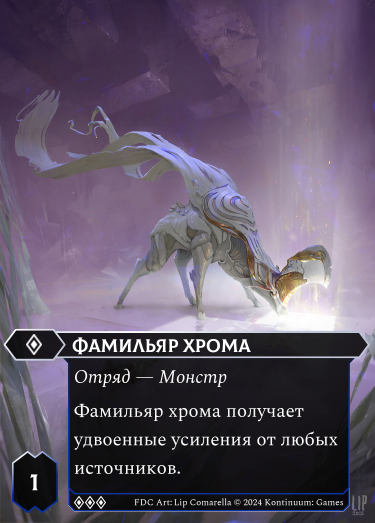 ФАМИЛЬЯР ХРОМА
Отряд — Монстр
Фамильяр хрома получает
удвоенные усиления от любых
источников.
1
FDC Art: Lip Comarella © 2024 Kontinuum: Games
LIP